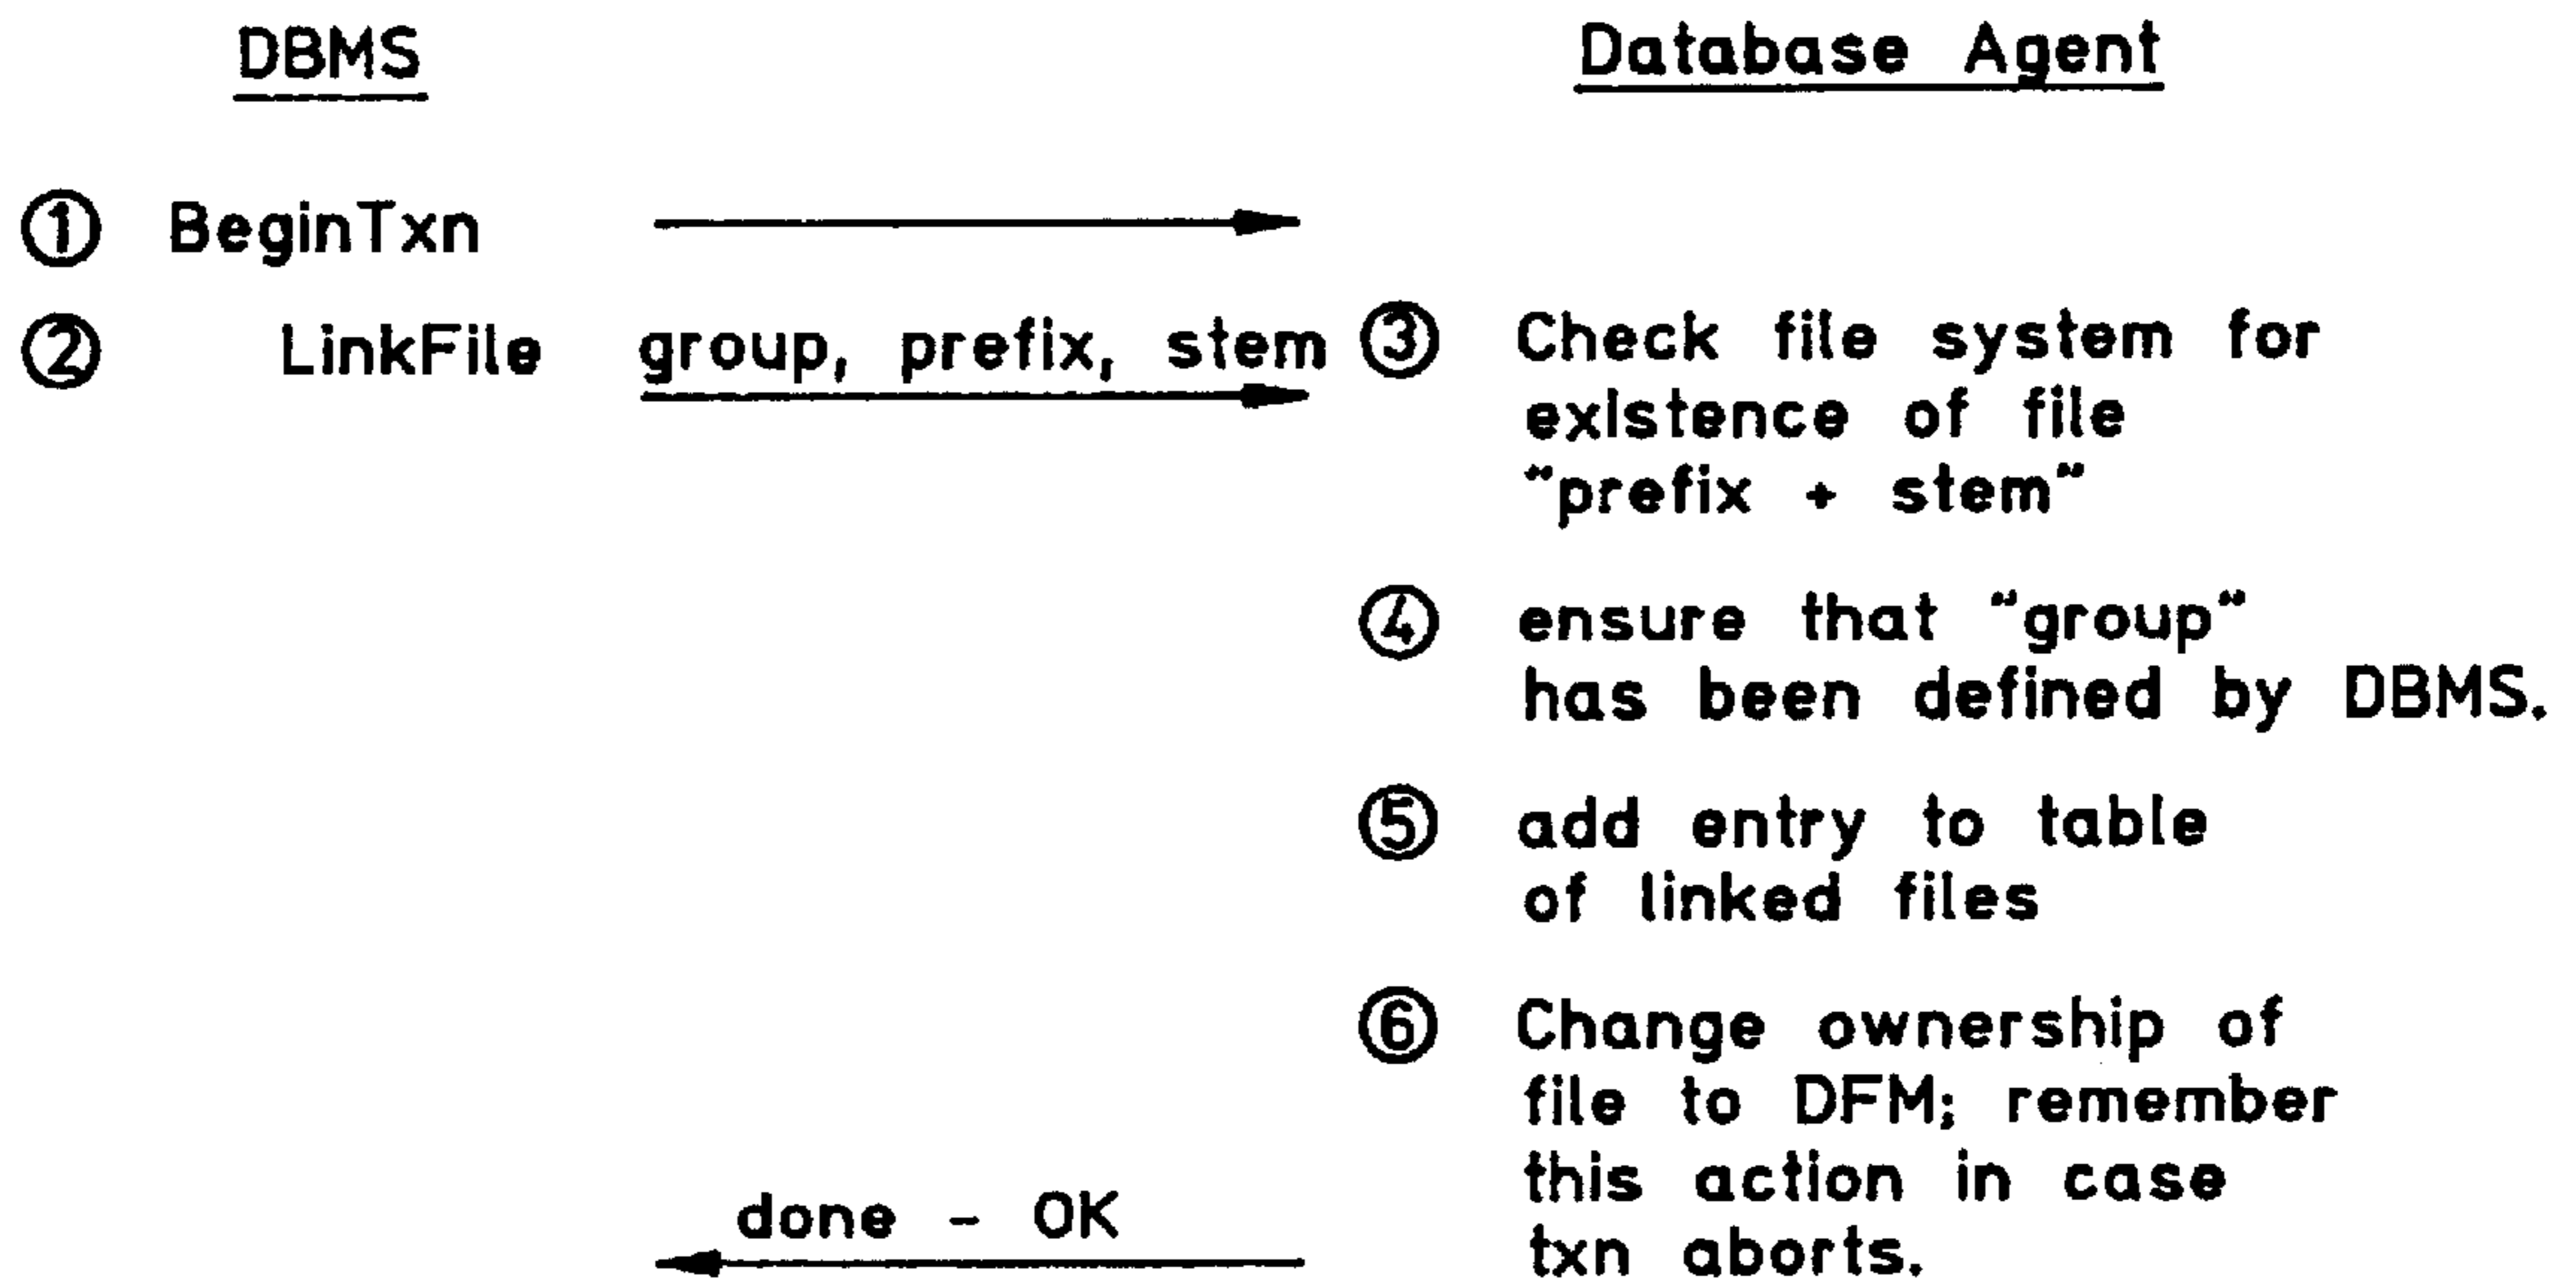 DBMS
Database Agent
① BeginTxn
② LinkFile group, prefix, stem
③ Check file system for
existence of file
“prefix + stem”
④ ensure that “group”
has been defined by DBMS.
⑤ add entry to table
of linked files
⑥ Change ownership of
file to DFM; remember
this action in case
txn aborts.
done - OK